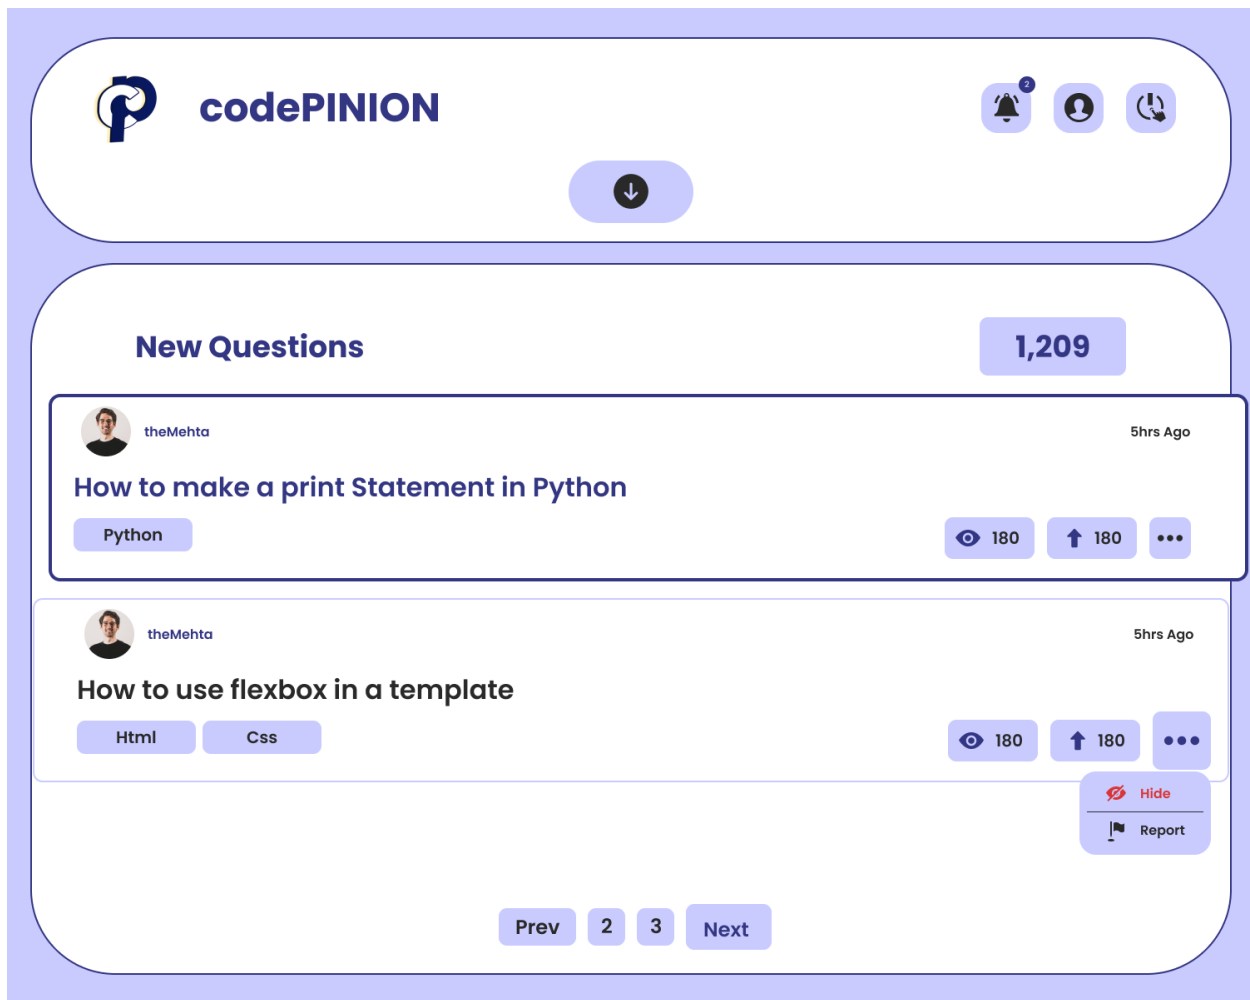 codePINION
2
New Questions
1,209
theMehta
5hrs Ago
How to make a print Statement in Python
Python
180
180
theMehta
5hrs Ago
How to use flexbox in a template
Html
Css
180
180
Hide
Report
Prev
2
3
Next